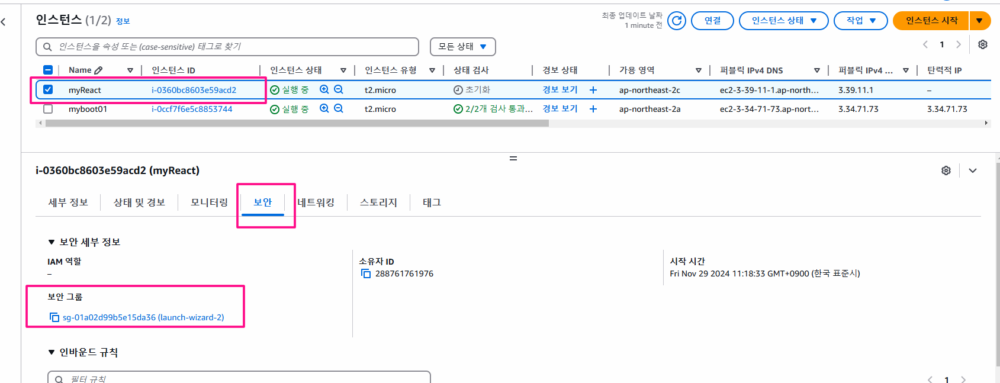 인스턴스 (1/2) 정보
최종 업데이트 날짜
1 minute 전
연결
인스턴스 상태
작업
인스턴스 시작
인스턴스을 속성 또는 (case-sensitive) 태그로 찾기
모든 상태
1
Name 인스턴스 ID 인스턴스 상태 인스턴스 유형 상태 검사 경보 상태 가용 영역 퍼블릭 IPv4 DNS 퍼블릭 IPv4 ... 탄력적 IP
myReact i-0360bc8603e59acd2 실행 중 t2.micro 초기화 경보 보기 + ap-northeast-2c ec2-3-39-11-1.ap-north... 3.39.11.1 –
myboot01 i-0ccf7f6e5c8853744 실행 중 t2.micro 2/2개 검사 통과... 경보 보기 + ap-northeast-2a ec2-3-34-71-73.ap-nort... 3.34.71.73 3.34.71.73
i-0360bc8603e59acd2 (myReact)
세부 정보 상태 및 경보 모니터링 보안 네트워킹 스토리지 태그
보안 세부 정보
IAM 역할
–
소유자 ID
288761761976
시작 시간
Fri Nov 29 2024 11:18:33 GMT+0900 (한국 표준시)
보안 그룹
sg-01a02d99b5e15da36 (launch-wizard-2)
인바운드 규칙
필터 규칙
1